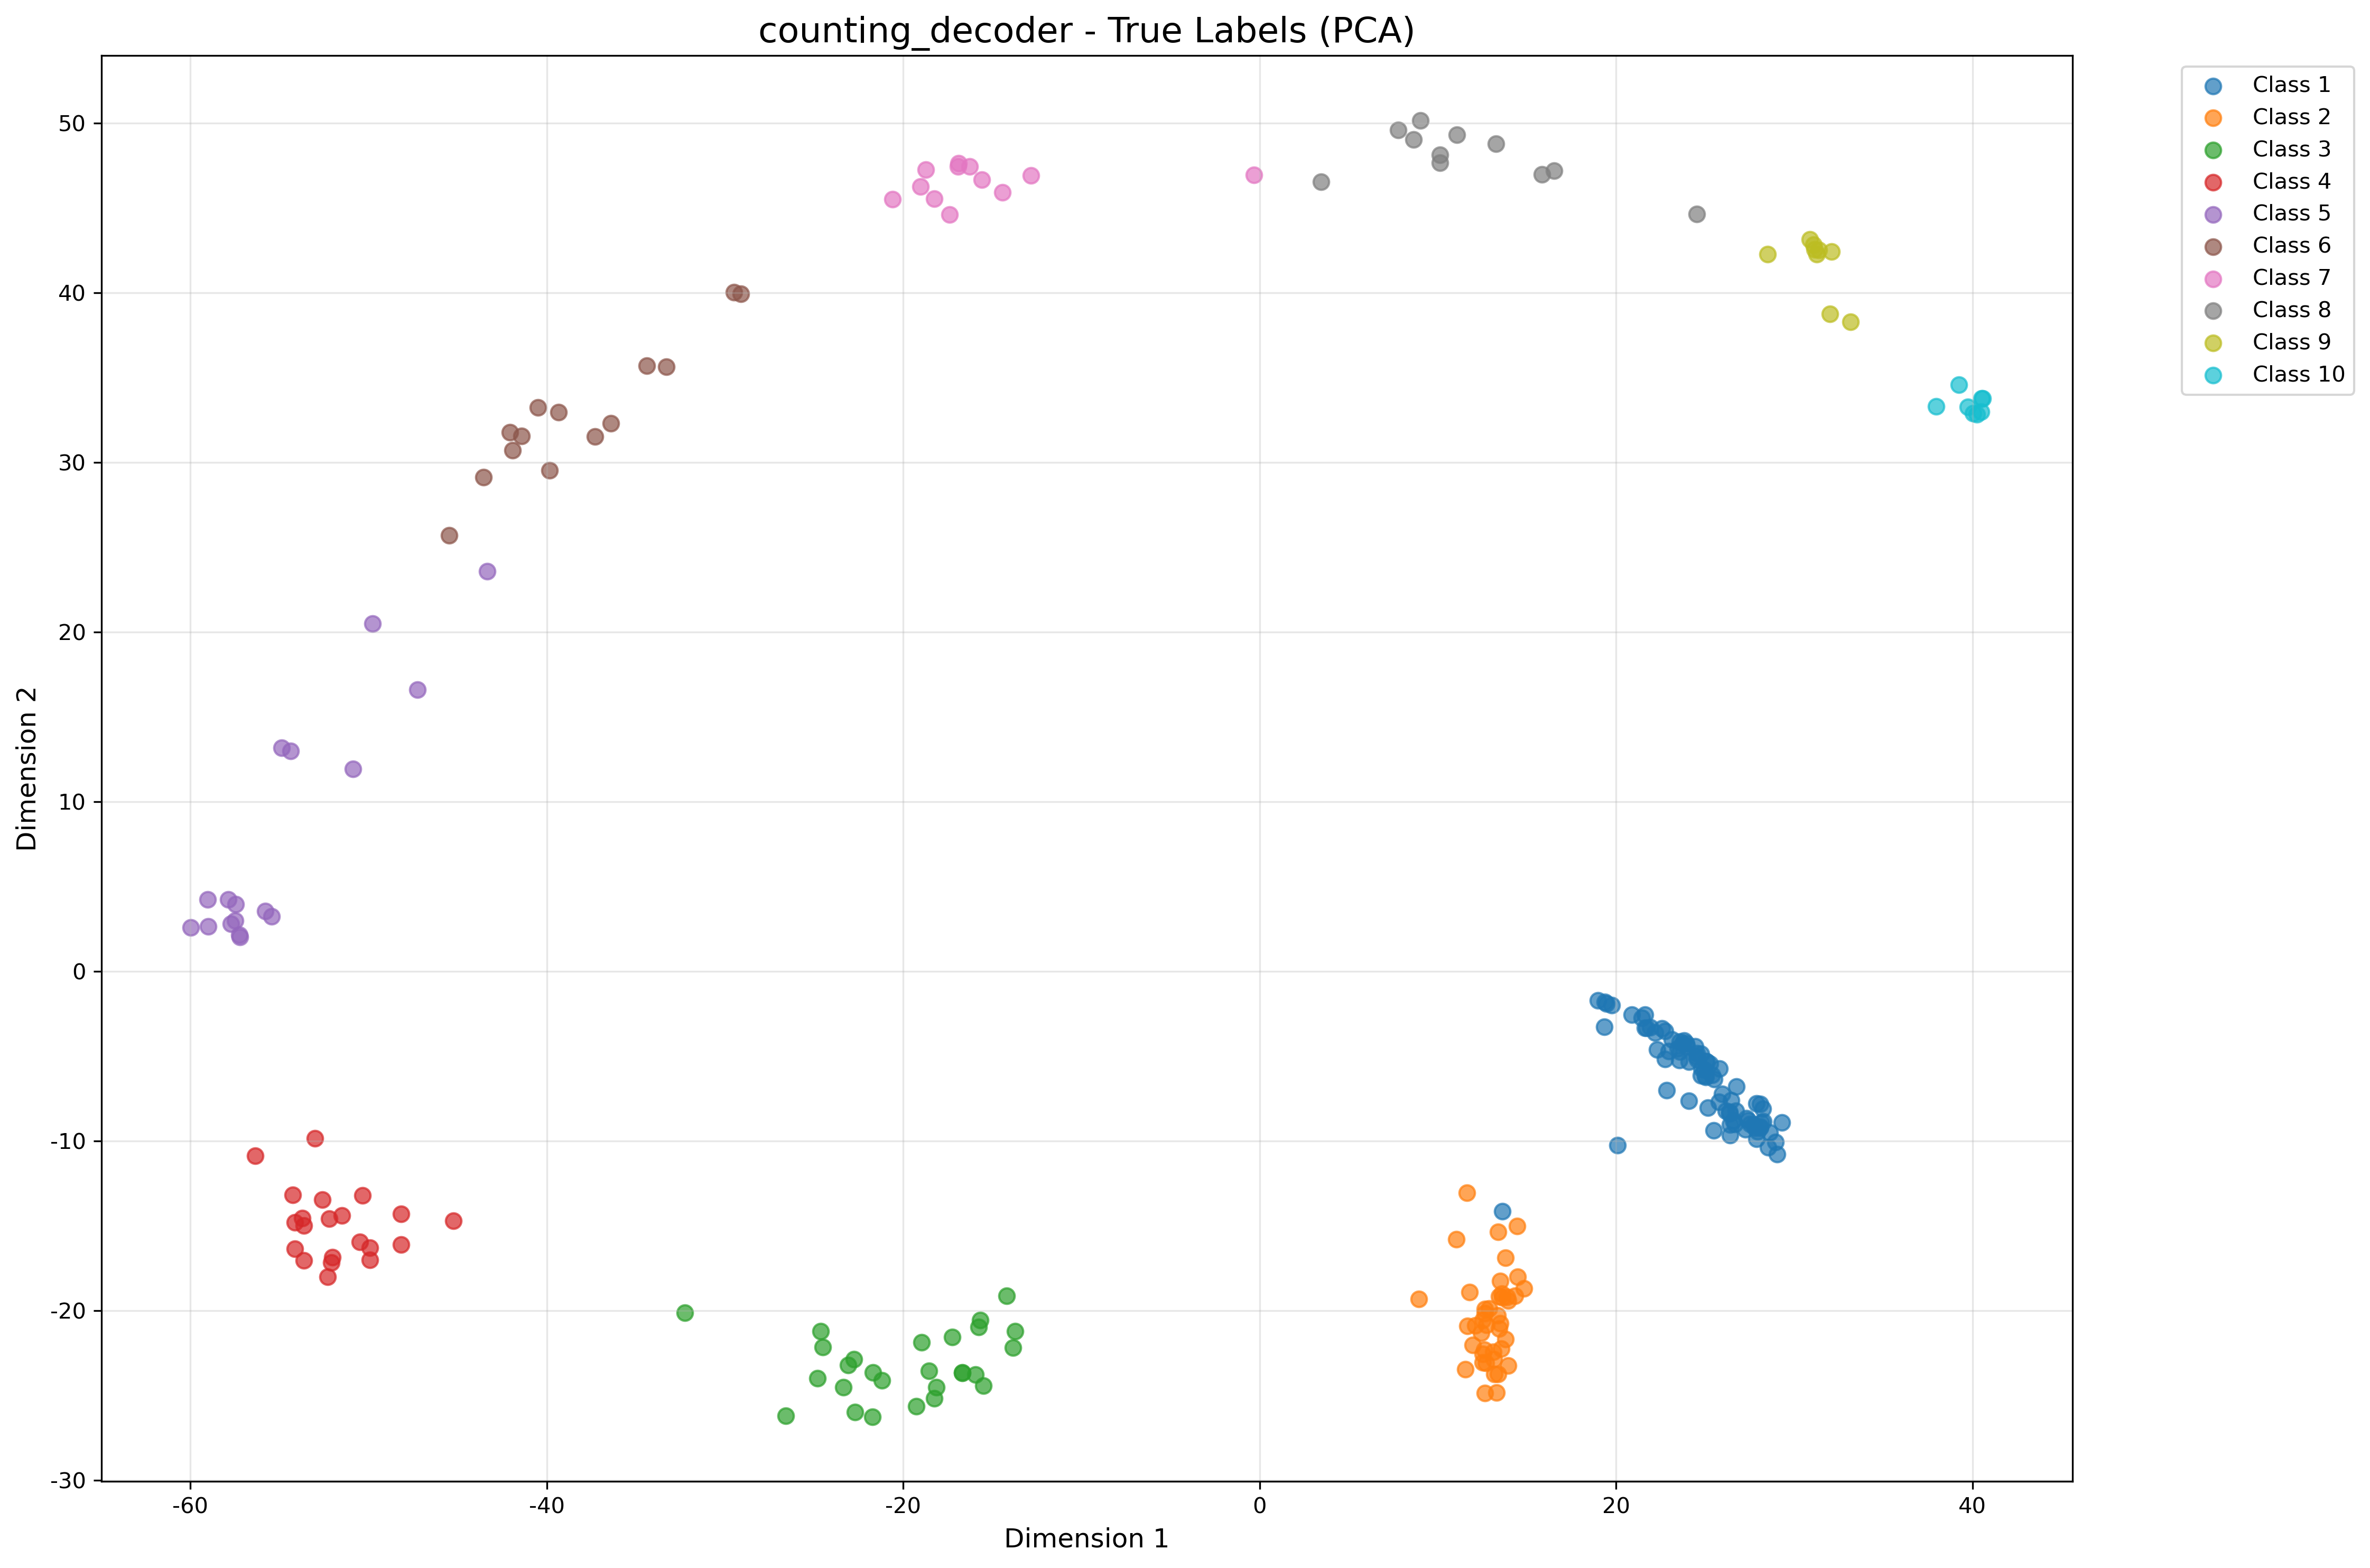 counting_decoder - True Labels (PCA)
Class 1
Class 2
Class 3
Class 4
Class 5
Class 6
Class 7
Class 8
Class 9
Class 10
50
40
30
20
10
0
-10
-20
-30
Dimension 2
-60
-40
-20
0
20
40
Dimension 1